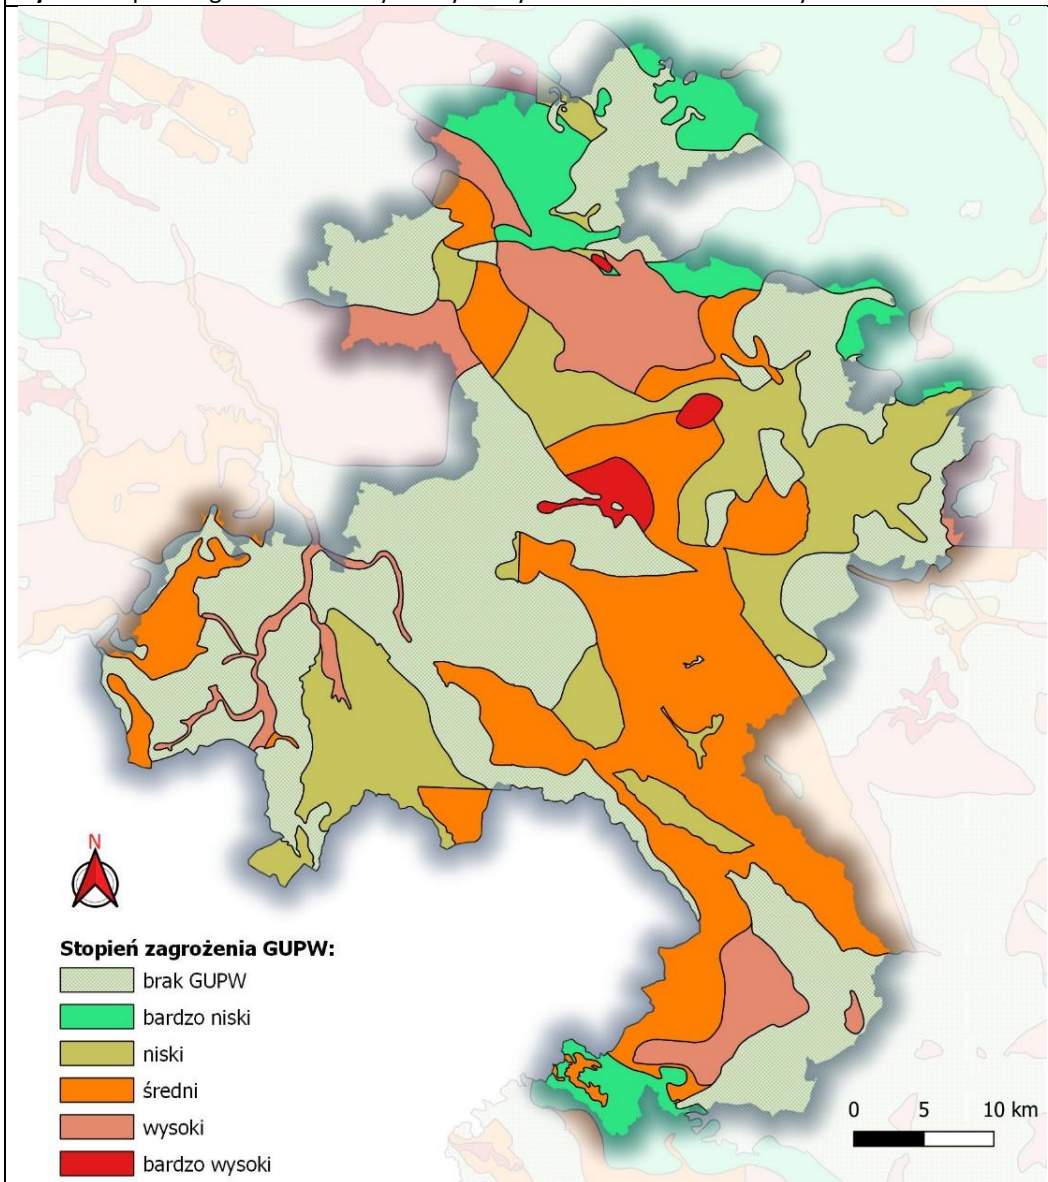 N
Stopień zagrożenia GUPW:
brak GUPW
bardzo niski
niski
średni
wysoki
bardzo wysoki
0 5 10 km